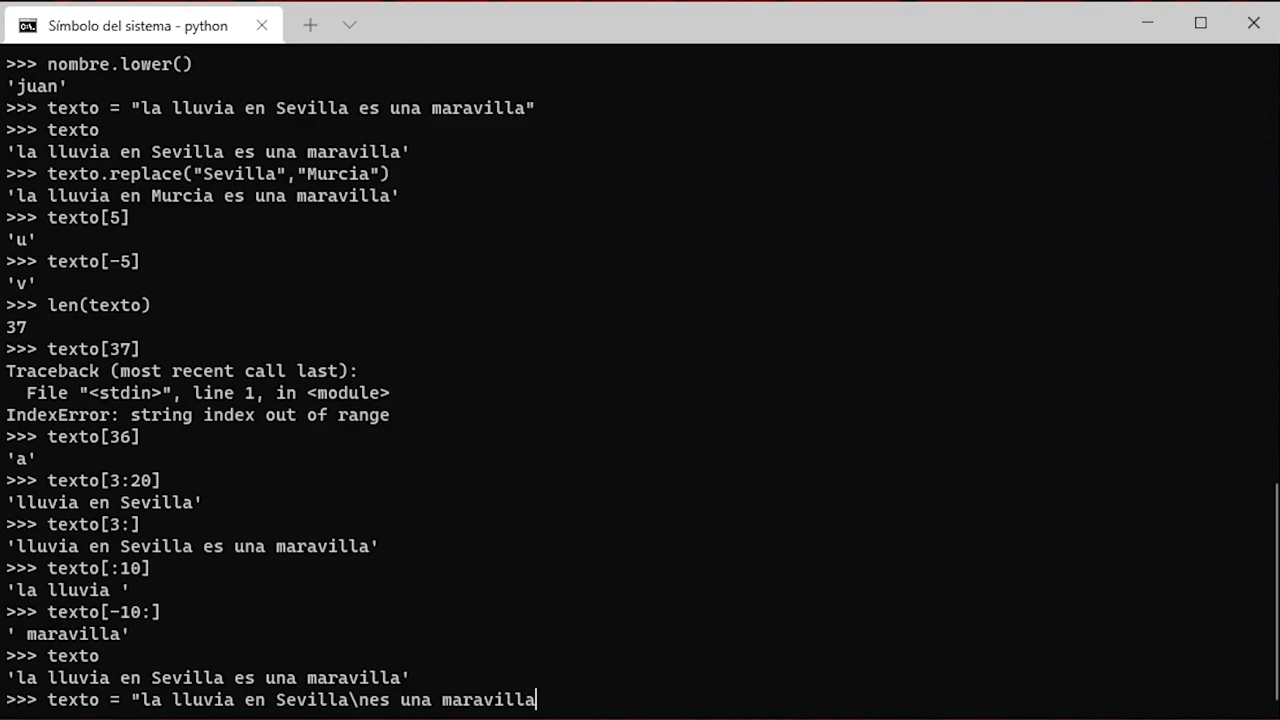 Símbolo del sistema - python
>>> nombre.lower()
'juan'
>>> texto = "la lluvia en Sevilla es una maravilla"
>>> texto
'la lluvia en Sevilla es una maravilla'
>>> texto.replace("Sevilla","Murcia")
'la lluvia en Murcia es una maravilla'
>>> texto[5]
'u'
>>> texto[-5]
'v'
>>> len(texto)
37
>>> texto[37]
Traceback (most recent call last):
  File "<stdin>", line 1, in <module>
IndexError: string index out of range
>>> texto[36]
'a'
>>> texto[3:20]
'lluvia en Sevilla'
>>> texto[3:]
'lluvia en Sevilla es una maravilla'
>>> texto[:10]
'la lluvia '
>>> texto[-10:]
' maravilla'
>>> texto
'la lluvia en Sevilla es una maravilla'
>>> texto = "la lluvia en Sevilla\nes una maravilla